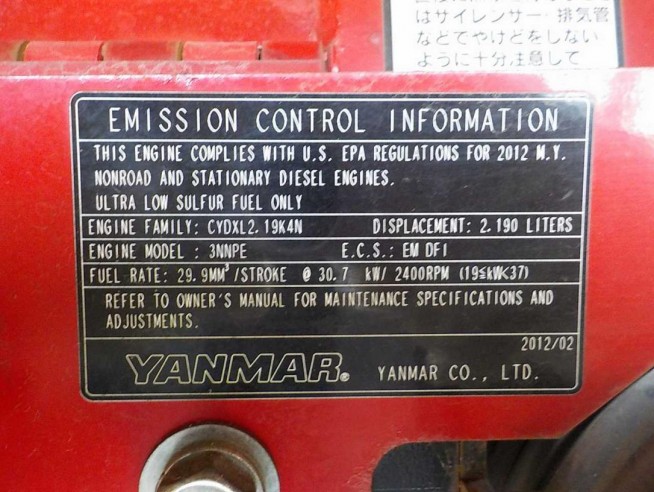 はサイレンサー・排気管
などでやけどをしない
ように十分注意して
EMISSION CONTROL INFORMATION
THIS ENGINE COMPLIES WITH U.S. EPA REGULATIONS FOR 2012 M.Y.
NONROAD AND STATIONARY DIESEL ENGINES.
ULTRA LOW SULFUR FUEL ONLY
ENGINE FAMILY: CYDXL2.19K4N DISPLACEMENT: 2.190 LITERS
ENGINE MODEL : 3NNPE E.C.S.: EM DFI
FUEL RATE: 29.9MM³/STROKE @ 30.7 kW/ 2400RPM (19≤kW<37)
REFER TO OWNER'S MANUAL FOR MAINTENANCE SPECIFICATIONS AND
ADJUSTMENTS.
2012/02
YANMAR® YANMAR CO., LTD.